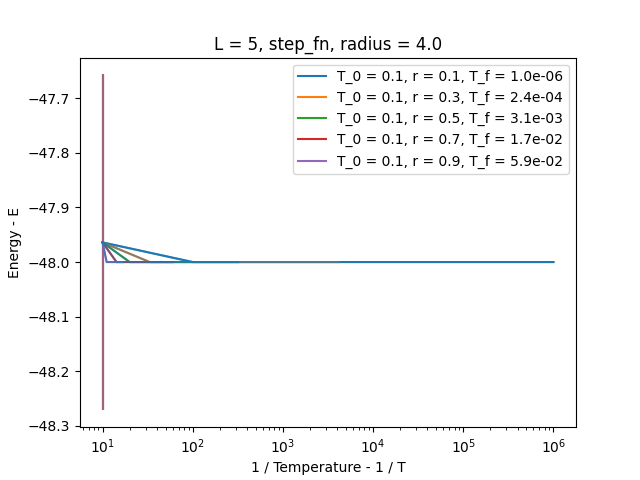 L = 5, step_fn, radius = 4.0
T_0 = 0.1, r = 0.1, T_f = 1.0e-06
T_0 = 0.1, r = 0.3, T_f = 2.4e-04
T_0 = 0.1, r = 0.5, T_f = 3.1e-03
T_0 = 0.1, r = 0.7, T_f = 1.7e-02
T_0 = 0.1, r = 0.9, T_f = 5.9e-02
Energy - E
−47.7
−47.8
−47.9
−48.0
−48.1
−48.2
−48.3
10¹ 10² 10³ 10⁴ 10⁵ 10⁶
1 / Temperature - 1 / T